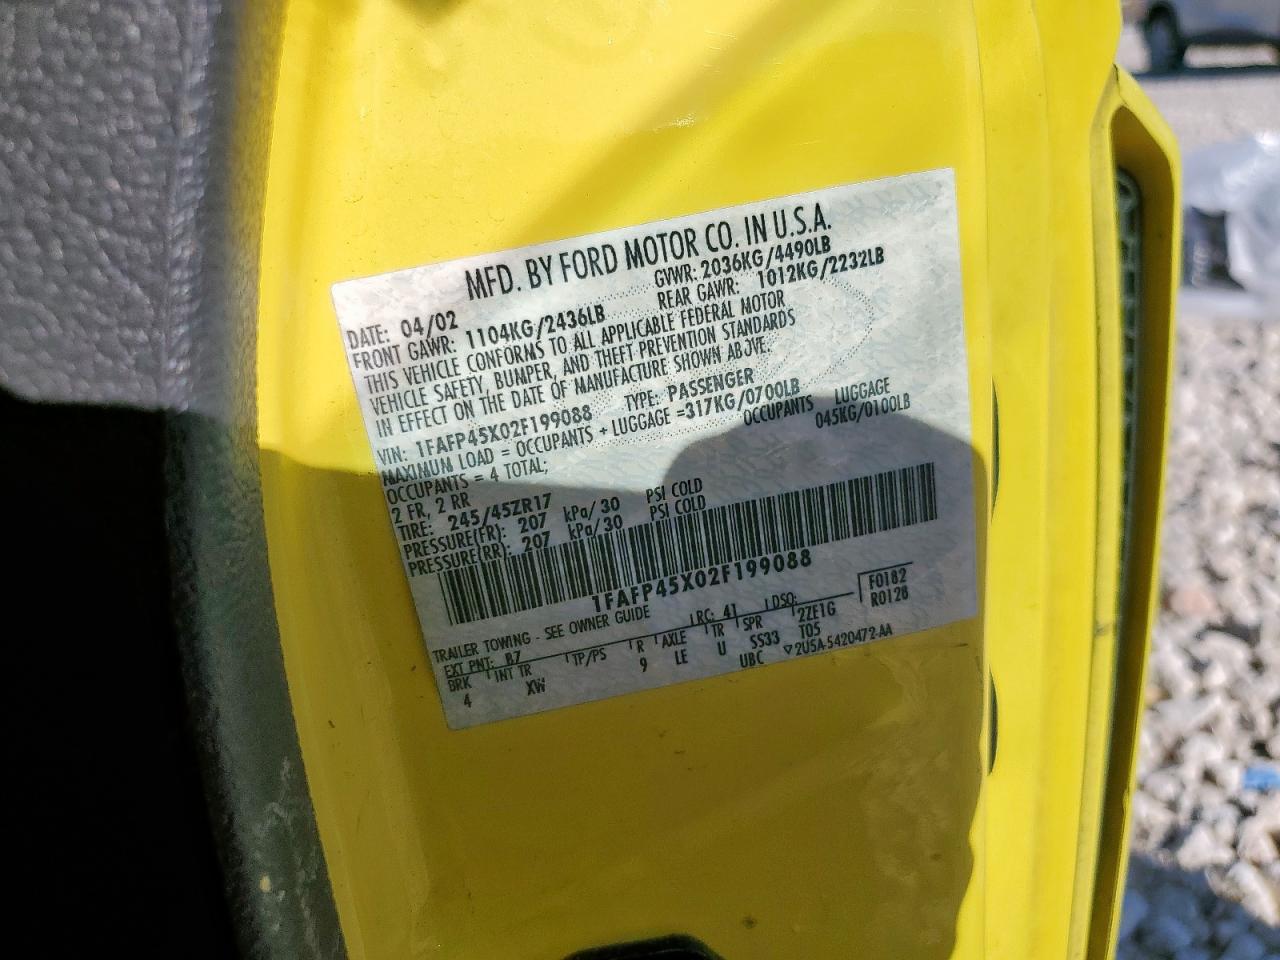 MFD. BY FORD MOTOR CO. IN U.S.A.
DATE: 04/02 GVWR: 2036KG/4490LB
FRONT GAWR: 1104KG/2436LB REAR GAWR: 1012KG/2232LB
THIS VEHICLE CONFORMS TO ALL APPLICABLE FEDERAL MOTOR
VEHICLE SAFETY, BUMPER, AND THEFT PREVENTION STANDARDS
IN EFFECT ON THE DATE OF MANUFACTURE SHOWN ABOVE.
VIN: 1FAFP45X02F199088 TYPE: PASSENGER
MAXIMUM LOAD = OCCUPANTS + LUGGAGE =317KG/0700LB
OCCUPANTS = 4 TOTAL; OCCUPANTS LUGGAGE
2 FR, 2 RR 045KG/0100LB
TIRE: 245/45ZR17
PRESSURE(FR): 207 kPa/30 PSI COLD
PRESSURE(RR): 207 kPa/30 PSI COLD
1FAFP45X02F199088
TRAILER TOWING - SEE OWNER GUIDE
EXT PNT: B7 RC: 41 DSO: F0182
BRK INT TR TP/PS R AXLE TR SPR 2ZE1G R0128
4 XW 9 LE U SS33 T05
UBC ▽2U5A-5420472-AA